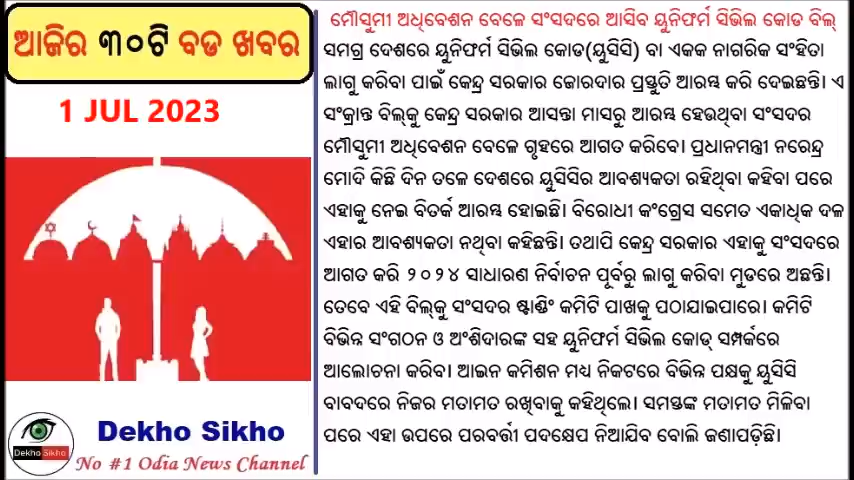 ଆଜିର ୩୦ଟି ବଡ ଖବର
1 JUL 2023
Dekho Sikho
Dekho Sikho
No #1 Odia News Channel
ମୌସୁମୀ ଅଧିବେଶନ ବେଳେ ସଂସଦରେ ଆସିବ ୟୁନିଫର୍ମ ସିଭିଲ କୋଡ ବିଲ୍
ସମଗ୍ର ଦେଶରେ ୟୁନିଫର୍ମ ସିଭିଲ କୋଡ(ୟୁସିସି) ବା ଏକକ ନାଗରିକ ସଂହିତା
ଲାଗୁ କରିବା ପାଇଁ କେନ୍ଦ୍ର ସରକାର ଜୋରଦାର ପ୍ରସ୍ତୁତି ଆରମ୍ଭ କରି ଦେଇଛନ୍ତି। ଏ
ସଂକ୍ରାନ୍ତ ବିଲ୍‌କୁ କେନ୍ଦ୍ର ସରକାର ଆସନ୍ତା ମାସରୁ ଆରମ୍ଭ ହେଉଥିବା ସଂସଦର
ମୌସୁମୀ ଅଧିବେଶନ ବେଳେ ଗୃହରେ ଆଗତ କରିବେ। ପ୍ରଧାନମନ୍ତ୍ରୀ ନରେନ୍ଦ୍ର
ମୋଦି କିଛି ଦିନ ତଳେ ଦେଶରେ ୟୁସିସିର ଆବଶ୍ୟକତା ରହିଥିବା କହିବା ପରେ
ଏହାକୁ ନେଇ ବିତର୍କ ଆରମ୍ଭ ହୋଇଛି। ବିରୋଧୀ କଂଗ୍ରେସ ସମେତ ଏକାଧିକ ଦଳ
ଏହାର ଆବଶ୍ୟକତା ନଥିବା କହିଛନ୍ତି। ତଥାପି କେନ୍ଦ୍ର ସରକାର ଏହାକୁ ସଂସଦରେ
ଆଗତ କରି ୨୦୨୪ ସାଧାରଣ ନିର୍ବାଚନ ପୂର୍ବରୁ ଲାଗୁ କରିବା ମୁଡରେ ଅଛନ୍ତି।
ତେବେ ଏହି ବିଲ୍‌କୁ ସଂସଦର ଷ୍ଟାଣ୍ଡିଂ କମିଟି ପାଖକୁ ପଠାଯାଇପାରେ। କମିଟି
ବିଭିନ୍ନ ସଂଗଠନ ଓ ଅଂଶିଦାରଙ୍କ ସହ ୟୁନିଫର୍ମ ସିଭିଲ କୋଡ୍ ସମ୍ପର୍କରେ
ଆଲୋଚନା କରିବ। ଆଇନ କମିଶନ ମଧ୍ୟ ନିକଟରେ ବିଭିନ୍ନ ପକ୍ଷକୁ ୟୁସିସି
ବାବଦରେ ନିଜର ମତାମତ ରଖିବାକୁ କହିଥିଲେ। ସମସ୍ତଙ୍କ ମତାମତ ମିଳିବା
ପରେ ଏହା ଉପରେ ପରବର୍ତ୍ତୀ ପଦକ୍ଷେପ ନିଆଯିବ ବୋଲି ଜଣାପଡ଼ିଛି।